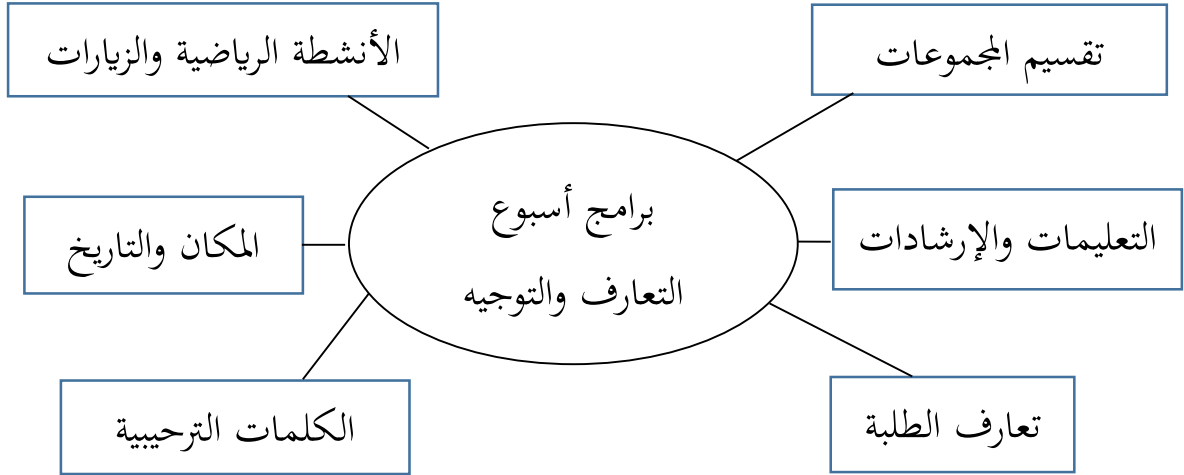 تقسيم المجموعات
الأنشطة الرياضية والزيارات
برامج أسبوع
التعارف والتوجيه
التعليمات والإرشادات
المكان والتاريخ
تعارف الطلبة
الكلمات الترحيبية